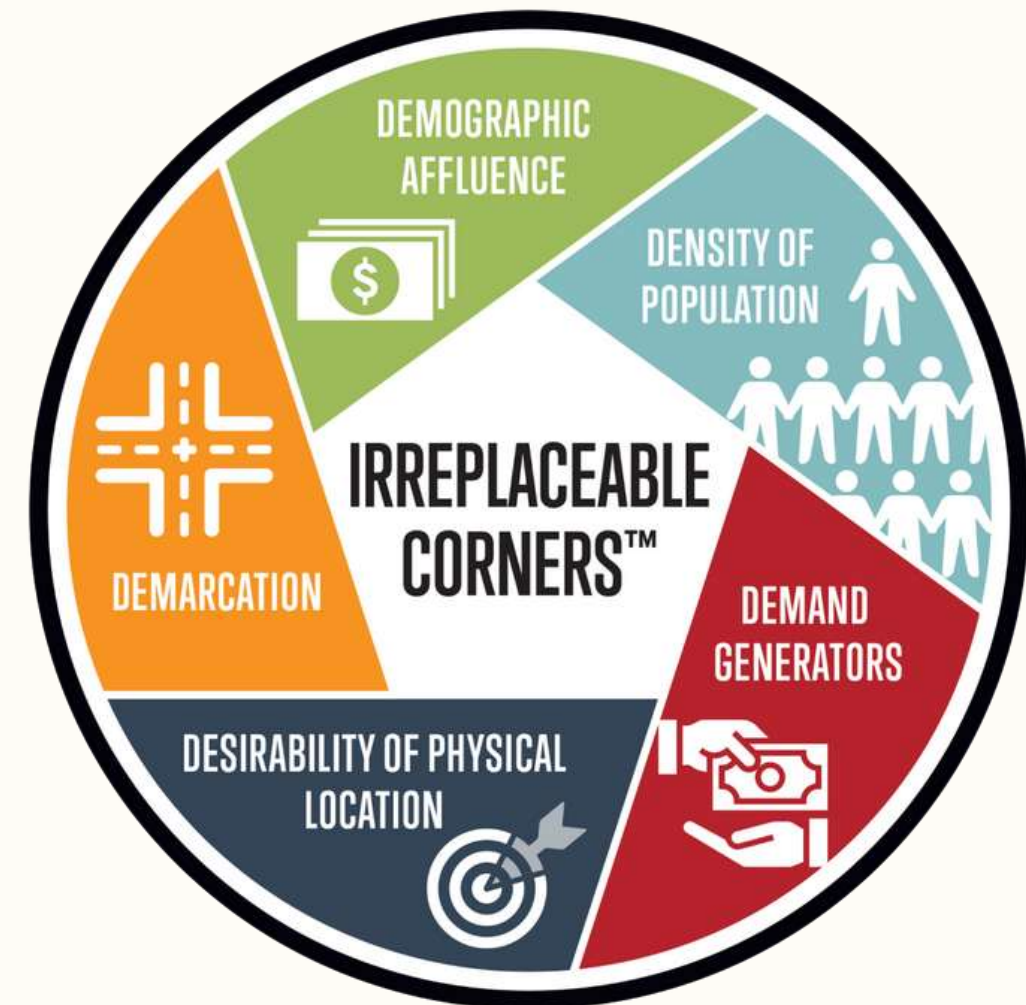 DEMOGRAPHIC
AFFLUENCE
$
DENSITY OF
POPULATION
IRREPLACEABLE
CORNERS™
DEMARCATION
DEMAND
GENERATORS
DESIRABILITY OF PHYSICAL
LOCATION